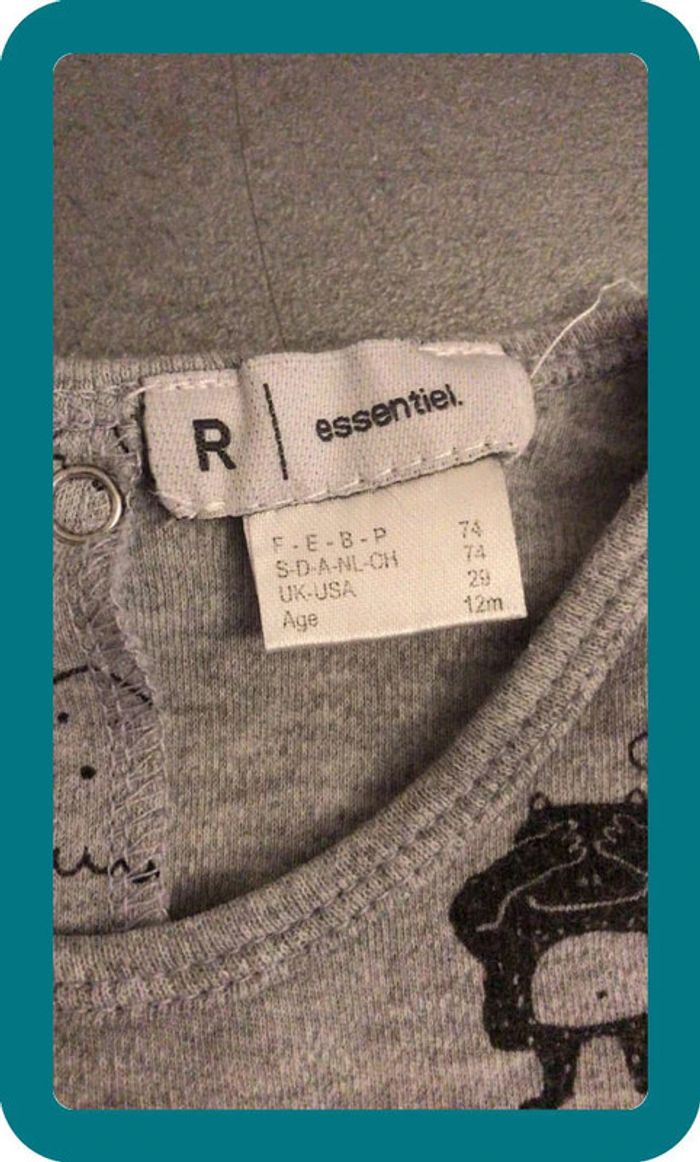 R | essentiel.
F - E - B - P 74
S-D-A-NL-CH 74
UK-USA 29
Age 12m